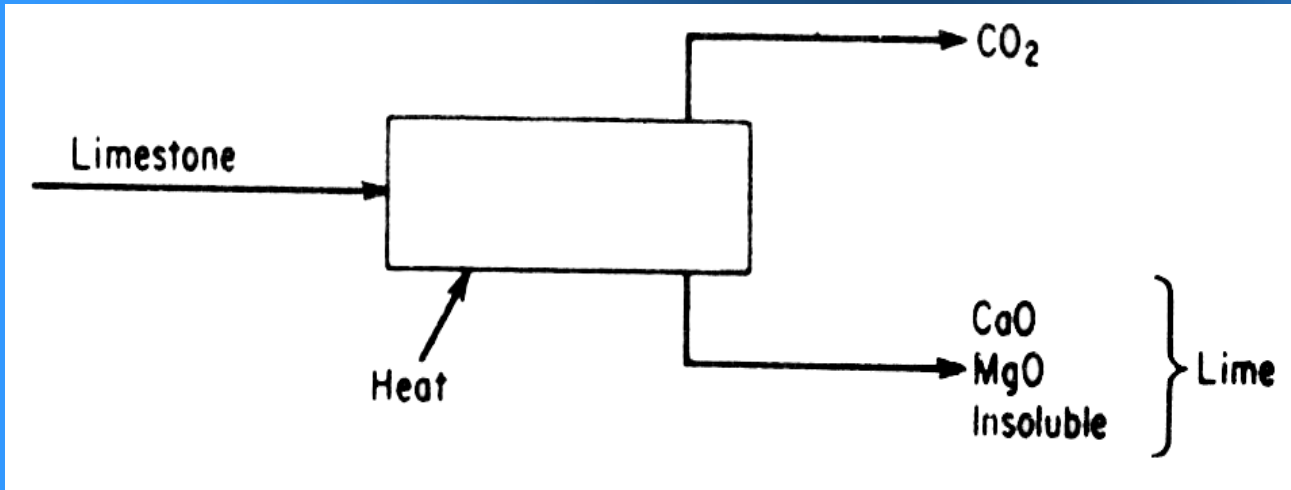 CO₂
Limestone
Heat
CaO
MgO
Insoluble
Lime